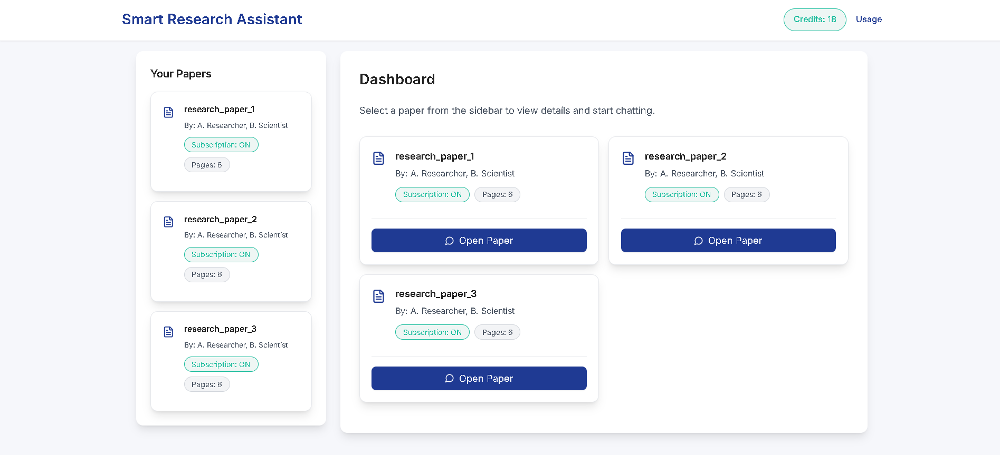 Smart Research Assistant
Credits: 18
Usage
Your Papers
research_paper_1
By: A. Researcher, B. Scientist
Subscription: ON
Pages: 6
research_paper_2
By: A. Researcher, B. Scientist
Subscription: ON
Pages: 6
research_paper_3
By: A. Researcher, B. Scientist
Subscription: ON
Pages: 6
Dashboard
Select a paper from the sidebar to view details and start chatting.
research_paper_1
By: A. Researcher, B. Scientist
Subscription: ON
Pages: 6
Open Paper
research_paper_2
By: A. Researcher, B. Scientist
Subscription: ON
Pages: 6
Open Paper
research_paper_3
By: A. Researcher, B. Scientist
Subscription: ON
Pages: 6
Open Paper